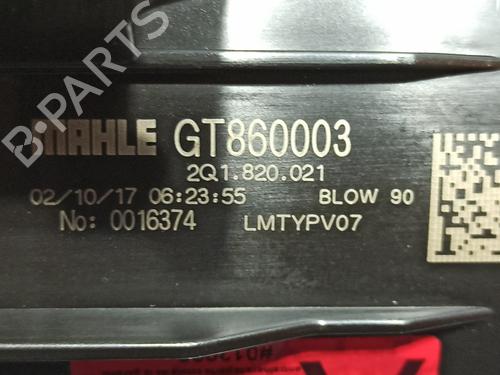 B-PARTS
MAHLE GT860003
2Q1.820.021
02/10/17 06:23:55 BLOW 90
No: 0016374 LMTYPV07